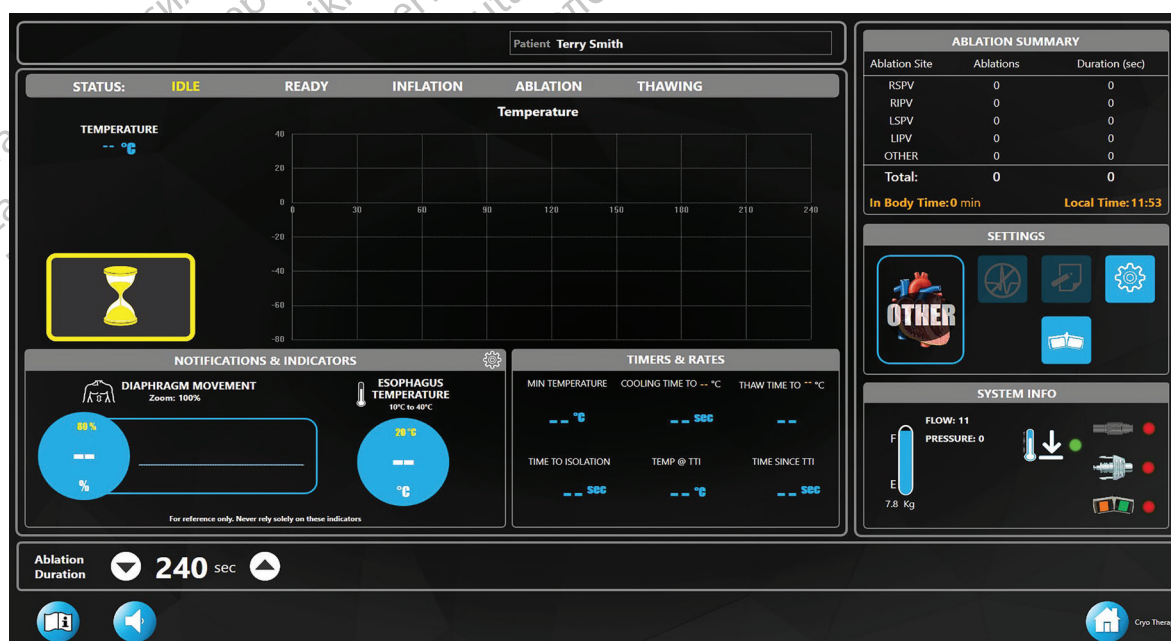 Patient Terry Smith
STATUS: IDLE READY INFLATION ABLATION THAWING
TEMPERATURE
-- °C
Temperature
40
20
0
0 30 60 90 120 150 180 210 240
-20
-40
-60
-80
NOTIFICATIONS & INDICATORS
DIAPHRAGM MOVEMENT
Zoom: 100%
80 %
--
%
ESOPHAGUS
TEMPERATURE
10°C to 40°C
20 °C
--
°C
For reference only. Never rely solely on these indicators
TIMERS & RATES
MIN TEMPERATURE COOLING TIME TO -- °C THAW TIME TO -- °C
-- °C -- sec --
TIME TO ISOLATION TEMP @ TTI TIME SINCE TTI
-- sec -- °C -- sec
ABLATION SUMMARY
Ablation Site Ablations Duration (sec)
RSPV 0 0
RIPV 0 0
LSPV 0 0
LIPV 0 0
OTHER 0 0
Total: 0 0
In Body Time: 0 min Local Time: 11:53
SETTINGS
OTHER
SYSTEM INFO
FLOW: 11
PRESSURE: 0
F
E
7.8 Kg
Ablation
Duration
240 sec
Cryo Thera